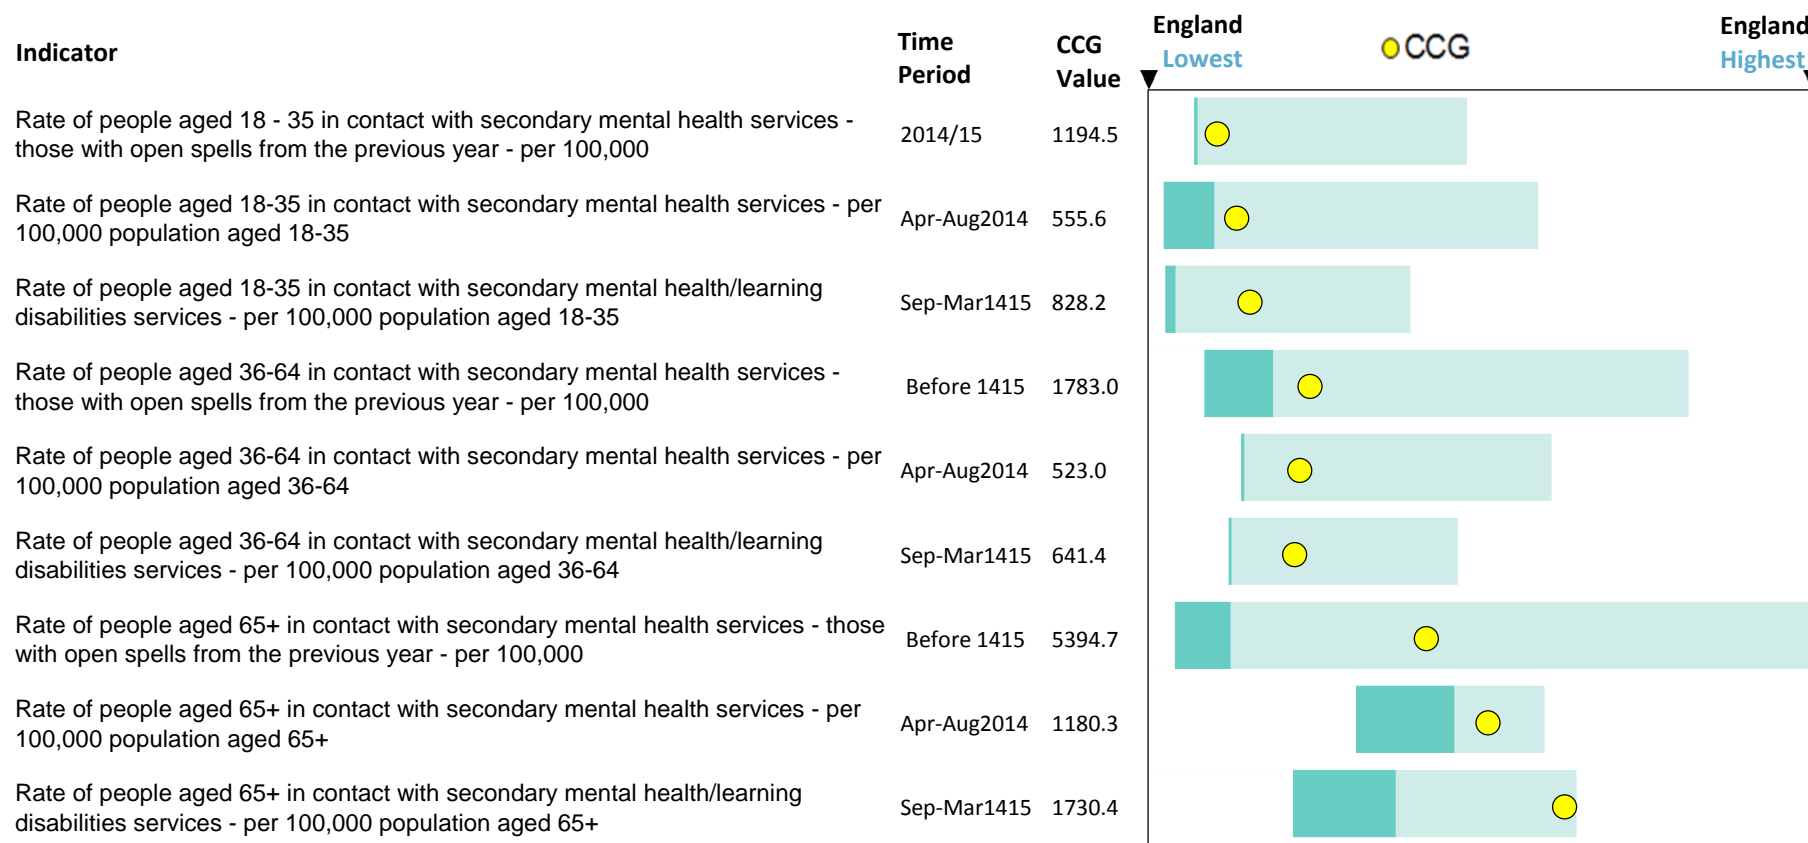 Indicator
Time Period
CCG Value
England Lowest
CCG
England Highest
Rate of people aged 18 - 35 in contact with secondary mental health services -
those with open spells from the previous year - per 100,000
2014/15 1194.5
Rate of people aged 18-35 in contact with secondary mental health services - per
100,000 population aged 18-35
Apr-Aug2014 555.6
Rate of people aged 18-35 in contact with secondary mental health/learning
disabilities services - per 100,000 population aged 18-35
Sep-Mar1415 828.2
Rate of people aged 36-64 in contact with secondary mental health services -
those with open spells from the previous year - per 100,000
Before 1415 1783.0
Rate of people aged 36-64 in contact with secondary mental health services - per
100,000 population aged 36-64
Apr-Aug2014 523.0
Rate of people aged 36-64 in contact with secondary mental health/learning
disabilities services - per 100,000 population aged 36-64
Sep-Mar1415 641.4
Rate of people aged 65+ in contact with secondary mental health services - those
with open spells from the previous year - per 100,000
Before 1415 5394.7
Rate of people aged 65+ in contact with secondary mental health services - per
100,000 population aged 65+
Apr-Aug2014 1180.3
Rate of people aged 65+ in contact with secondary mental health/learning
disabilities services - per 100,000 population aged 65+
Sep-Mar1415 1730.4